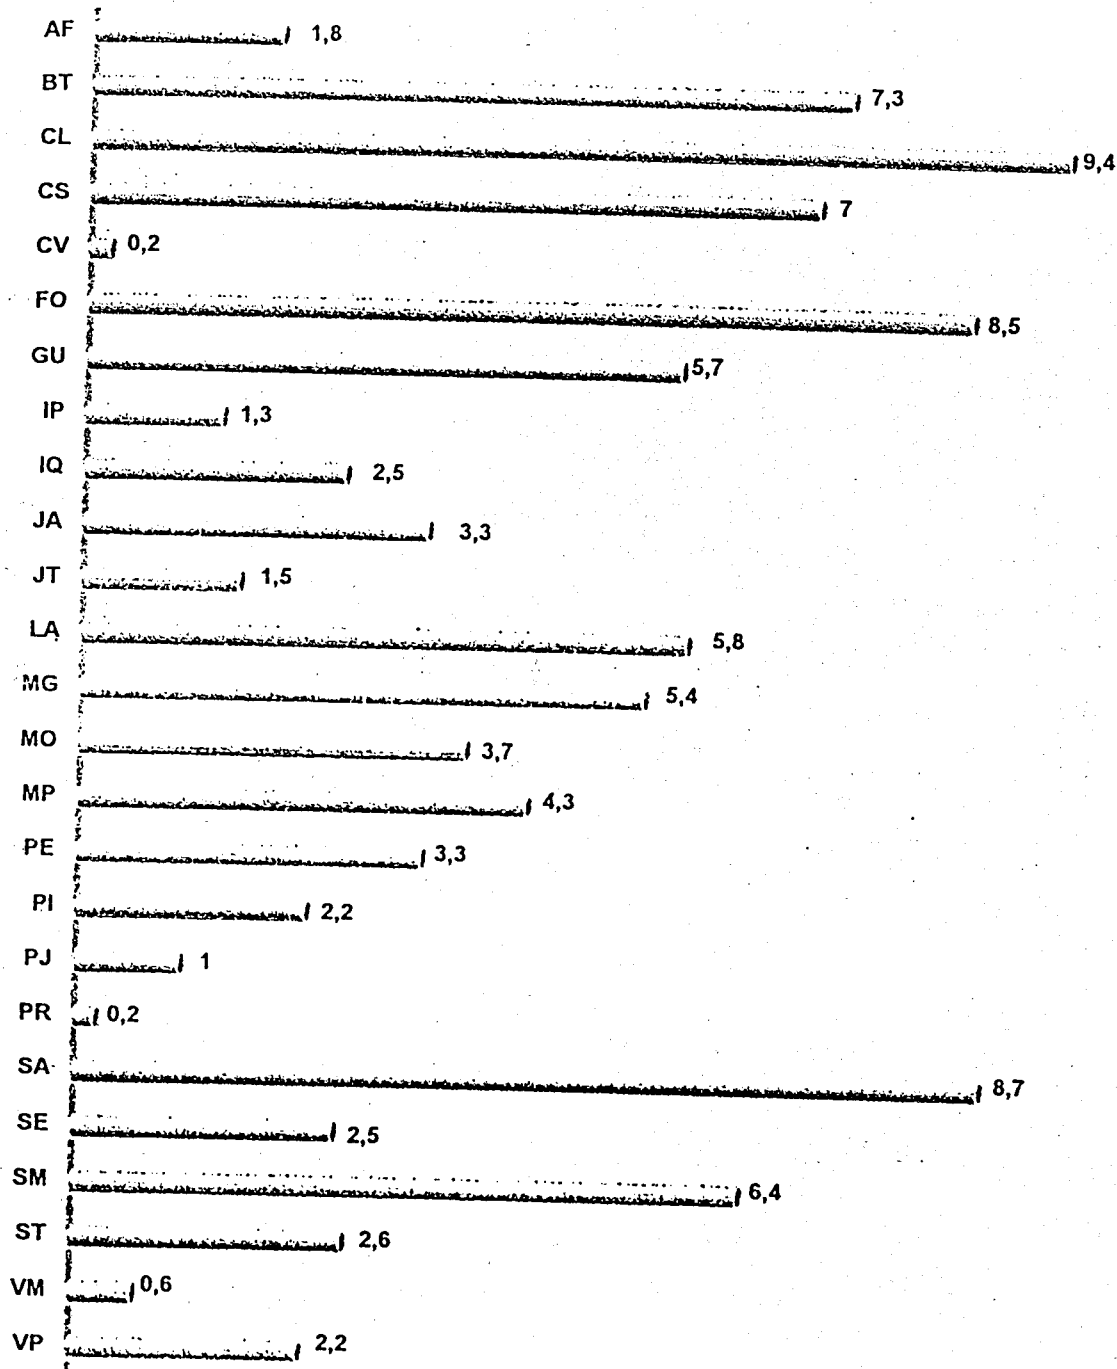 AF 1,8
BT 7,3
CL 9,4
CS 7
CV 0,2
FO 8,5
GU 5,7
IP 1,3
IQ 2,5
JA 3,3
JT 1,5
LA 5,8
MG 5,4
MO 3,7
MP 4,3
PE 3,3
PI 2,2
PJ 1
PR 0,2
SA 8,7
SE 2,5
SM 6,4
ST 2,6
VM 0,6
VP 2,2